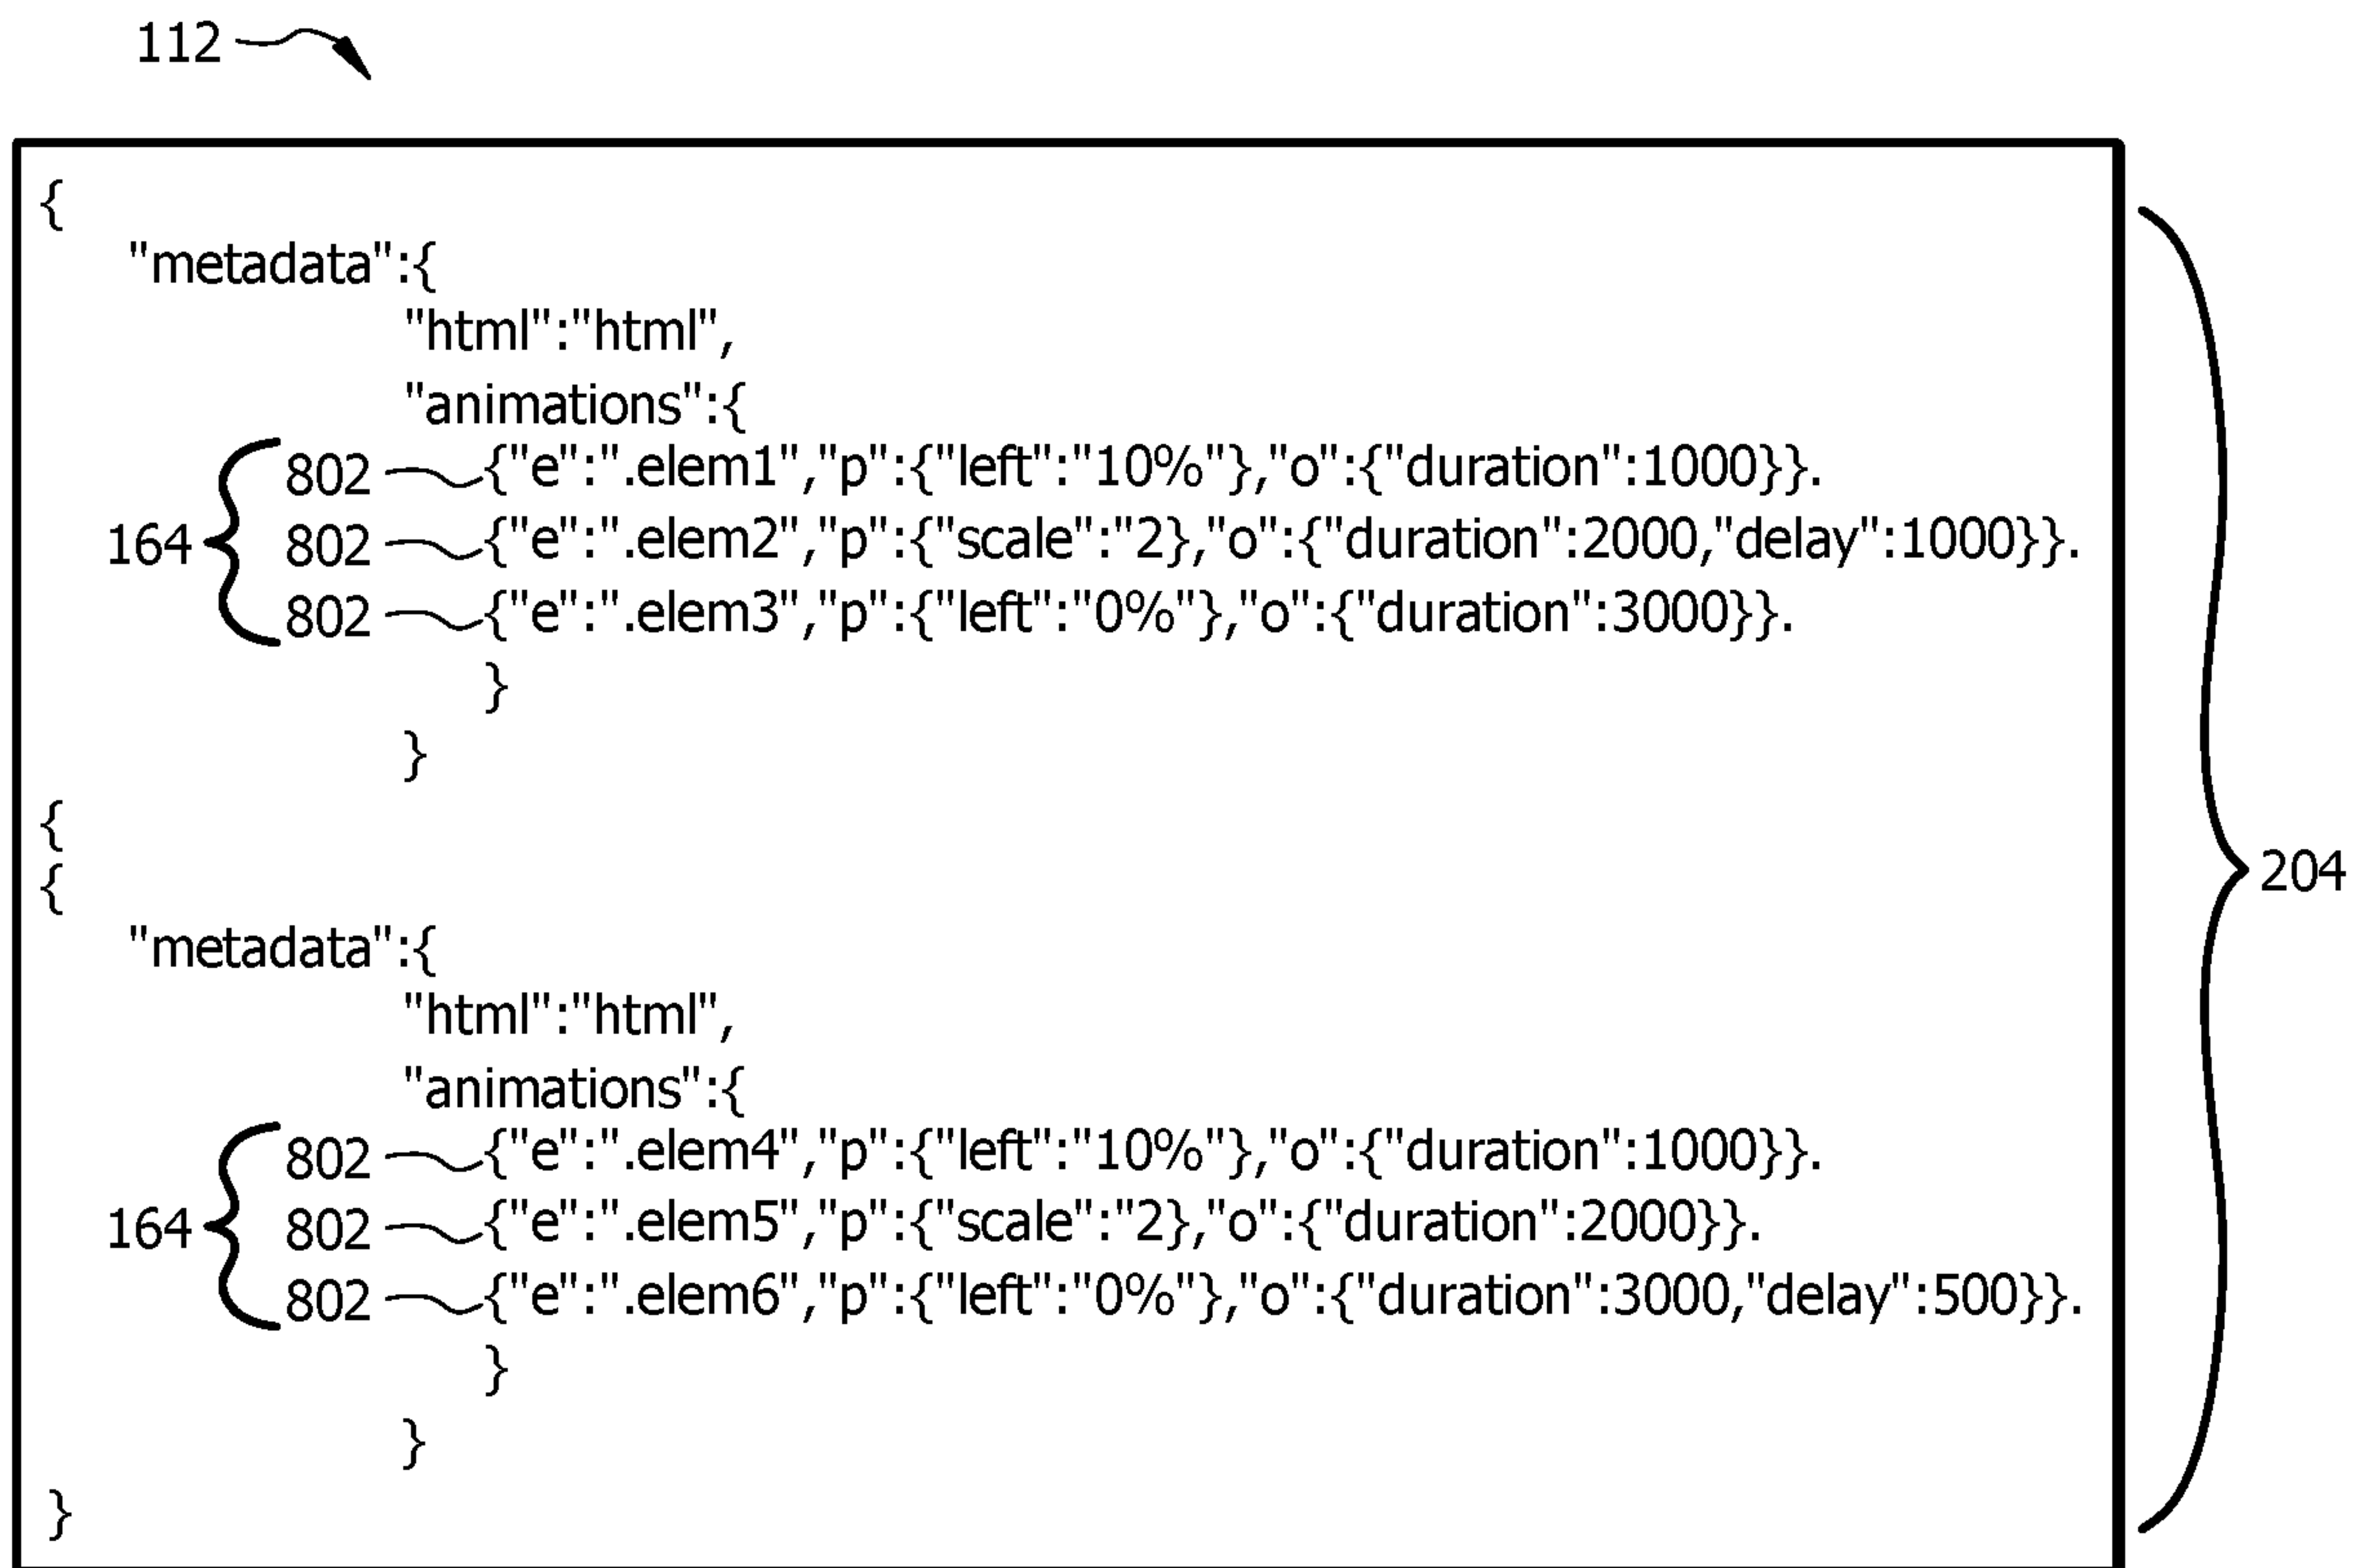 112
{
"metadata":{
"html":"html",
"animations":{
802 {"e":".elem1","p":{"left":"10%"},"o":{"duration":1000}}.
164 802 {"e":".elem2","p":{"scale":"2},"o":{"duration":2000,"delay":1000}}.
802 {"e":".elem3","p":{"left":"0%"},"o":{"duration":3000}}.
}
}
{
{
204
"metadata":{
"html":"html",
"animations":{
802 {"e":".elem4","p":{"left":"10%"},"o":{"duration":1000}}.
164 802 {"e":".elem5","p":{"scale":"2},"o":{"duration":2000}}.
802 {"e":".elem6","p":{"left":"0%"},"o":{"duration":3000,"delay":500}}.
}
}
}